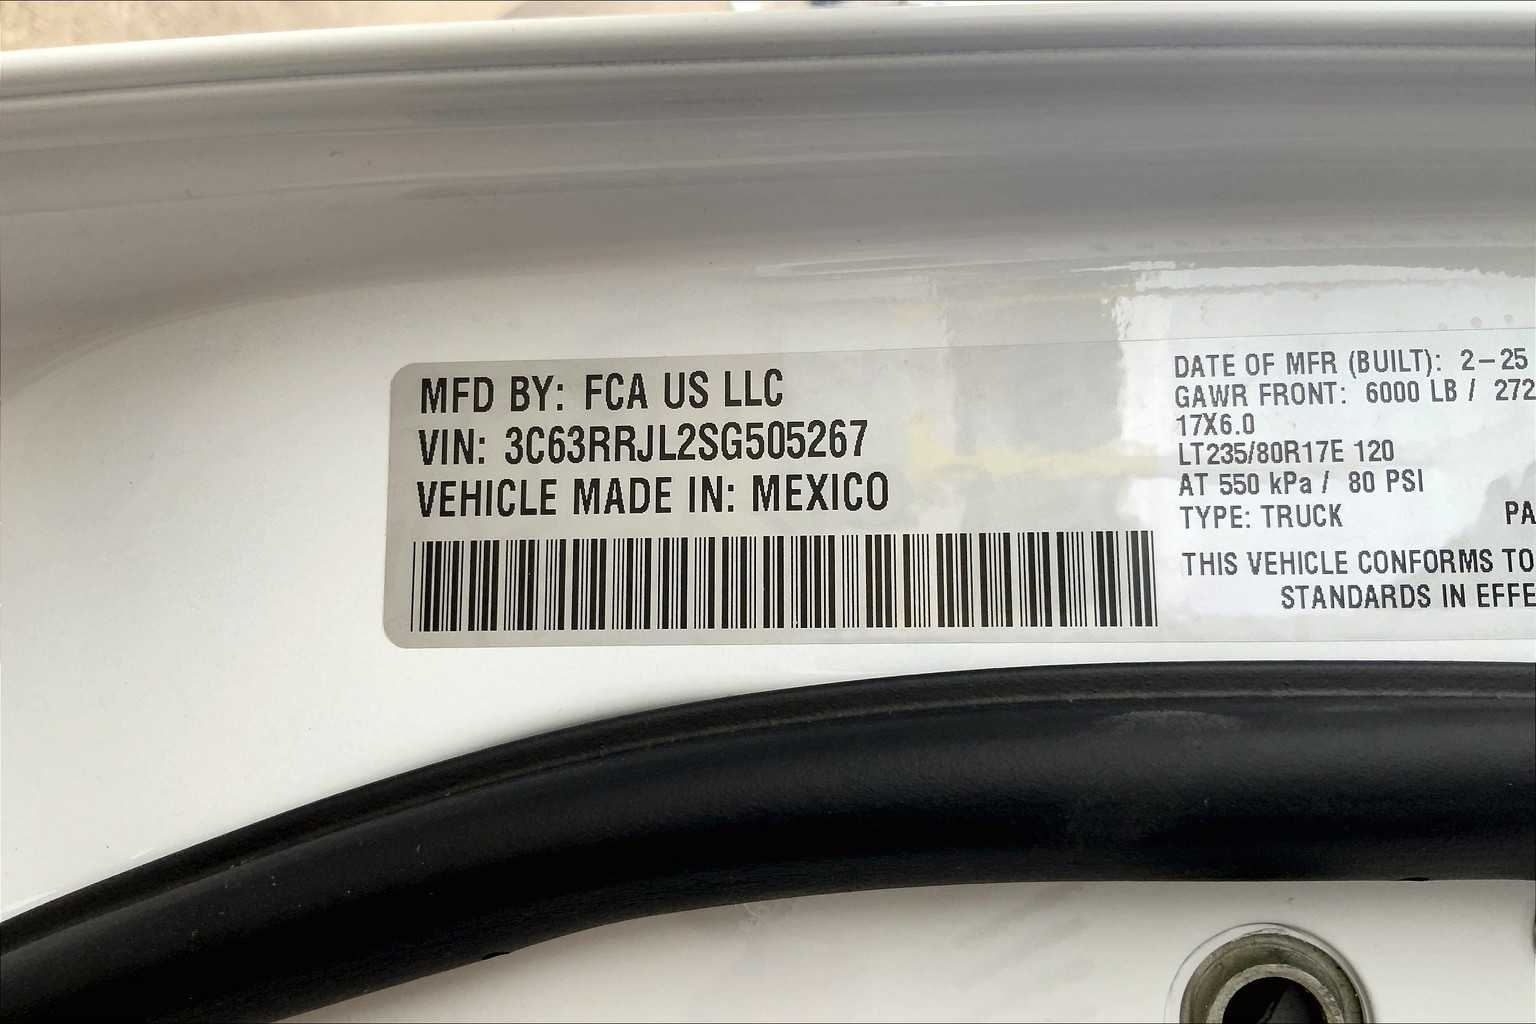 MFD BY: FCA US LLC
VIN: 3C63RRJL2SG505267
VEHICLE MADE IN: MEXICO
DATE OF MFR (BUILT): 2-25
GAWR FRONT: 6000 LB / 272
17X6.0
LT235/80R17E 120
AT 550 kPa / 80 PSI
TYPE: TRUCK PA
THIS VEHICLE CONFORMS TO
STANDARDS IN EFFE